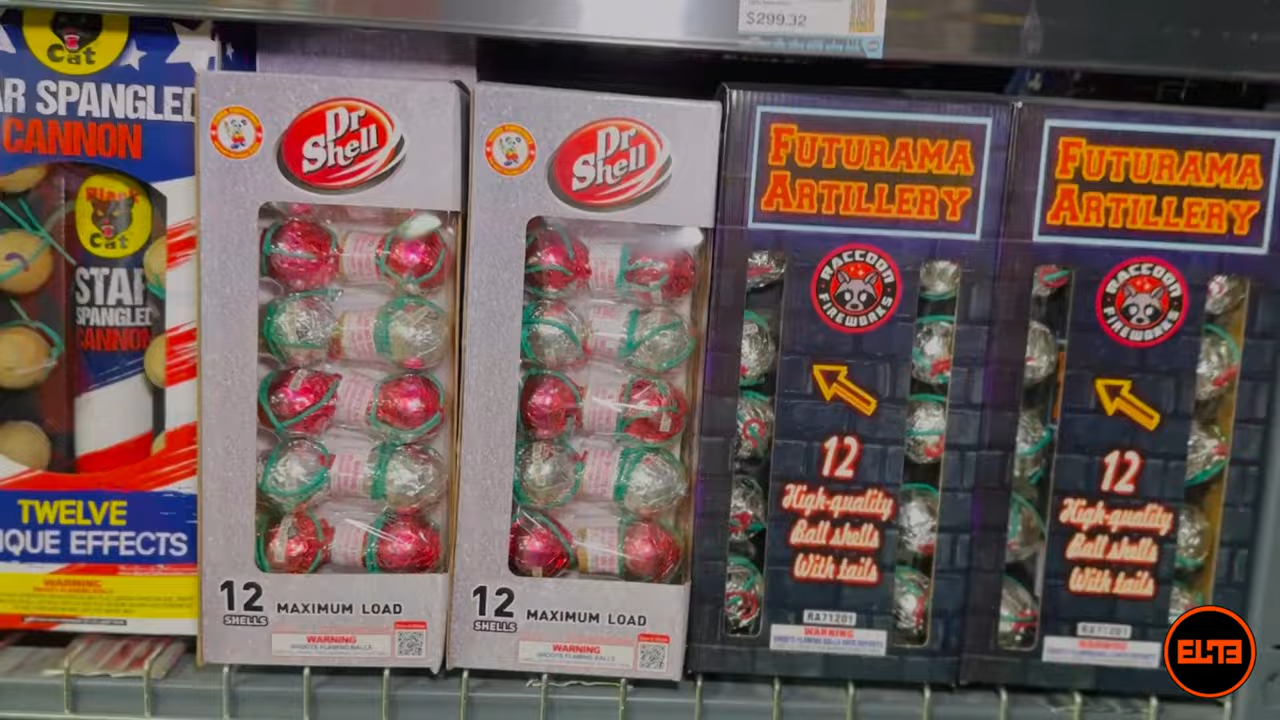 $299.32
Cat
AR SPANGLED
CANNON
Black
Cat
STAR
SPANGLED
CANNON
TWELVE
IQUE EFFECTS
WARNING
SHOOTS FLAMING BALLS
Dr
Shell
12
SHELLS
MAXIMUM LOAD
WARNING
SHOOTS FLAMING BALLS
Dr
Shell
12
SHELLS
MAXIMUM LOAD
WARNING
SHOOTS FLAMING BALLS
FUTURAMA
ARTILLERY
RACCOON
FIREWORKS
12
High-quality
Ball shells
With tails
RA71201
WARNING
FUTURAMA
ARTILLERY
RACCOON
FIREWORKS
12
High-quality
Ball shells
With tails
RA71201
WARNING